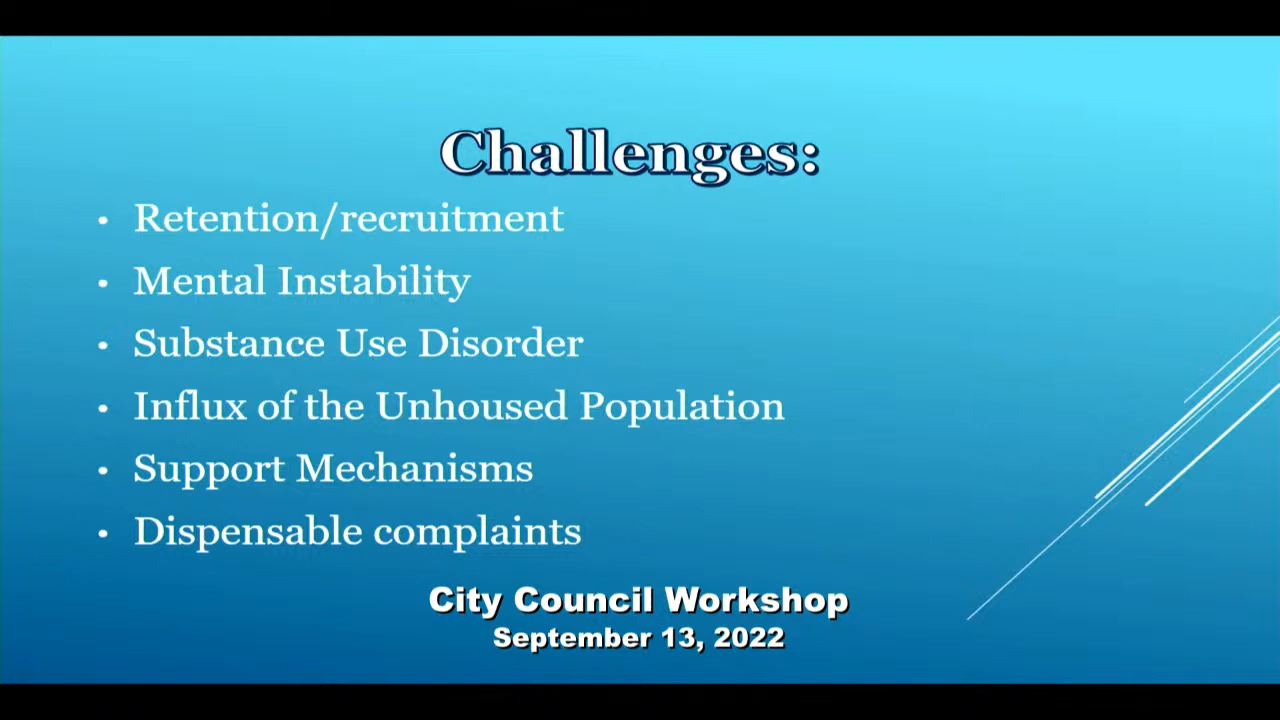 Challenges:
• Retention/recruitment
• Mental Instability
• Substance Use Disorder
• Influx of the Unhoused Population
• Support Mechanisms
• Dispensable complaints
City Council Workshop
September 13, 2022